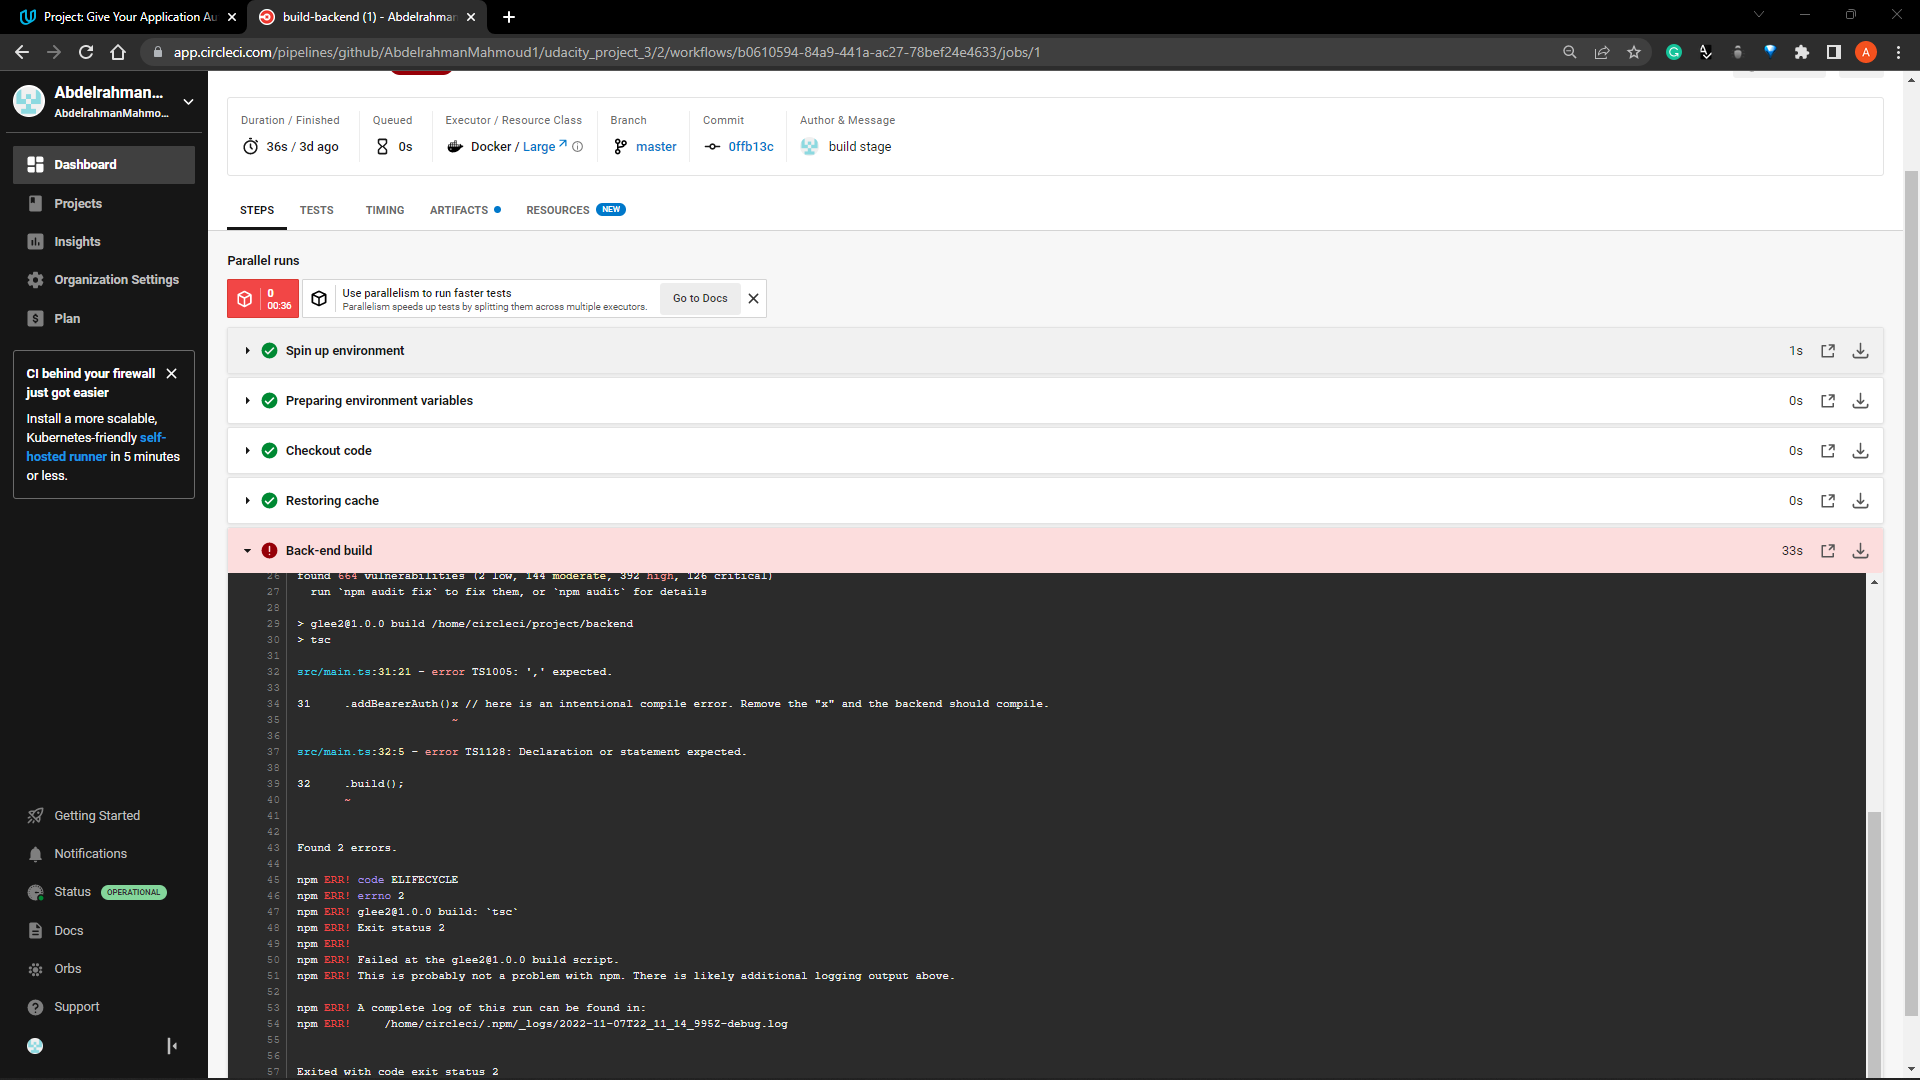 Project: Give Your Application Au
build-backend (1) - Abdelrahman
app.circleci.com/pipelines/github/AbdelrahmanMahmoud1/udacity_project_3/2/workflows/b0610594-84a9-441a-ac27-78bef24e4633/jobs/1
A
Abdelrahman...
AbdelrahmanMahmo...
Dashboard
Projects
Insights
Organization Settings
Plan
CI behind your firewall
just got easier
Install a more scalable,
Kubernetes-friendly self-
hosted runner in 5 minutes
or less.
Getting Started
Notifications
Status OPERATIONAL
Docs
Orbs
Support
Duration / Finished
36s / 3d ago
Queued
0s
Executor / Resource Class
Docker / Large
Branch
master
Commit
0ffb13c
Author & Message
build stage
STEPS TESTS TIMING ARTIFACTS RESOURCES NEW
Parallel runs
0
00:36
Use parallelism to run faster tests
Parallelism speeds up tests by splitting them across multiple executors.
Go to Docs
Spin up environment 1s
Preparing environment variables 0s
Checkout code 0s
Restoring cache 0s
Back-end build 33s
26 found 664 vulnerabilities (2 low, 144 moderate, 392 high, 126 critical)
27 run `npm audit fix` to fix them, or `npm audit` for details
28
29 > glee2@1.0.0 build /home/circleci/project/backend
30 > tsc
31
32 src/main.ts:31:21 - error TS1005: ',' expected.
33
34 31 .addBearerAuth()x // here is an intentional compile error. Remove the "x" and the backend should compile.
35 ~
36
37 src/main.ts:32:5 - error TS1128: Declaration or statement expected.
38
39 32 .build();
40 ~
41
42
43 Found 2 errors.
44
45 npm ERR! code ELIFECYCLE
46 npm ERR! errno 2
47 npm ERR! glee2@1.0.0 build: `tsc`
48 npm ERR! Exit status 2
49 npm ERR!
50 npm ERR! Failed at the glee2@1.0.0 build script.
51 npm ERR! This is probably not a problem with npm. There is likely additional logging output above.
52
53 npm ERR! A complete log of this run can be found in:
54 npm ERR! /home/circleci/.npm/_logs/2022-11-07T22_11_14_995Z-debug.log
55
56
57 Exited with code exit status 2